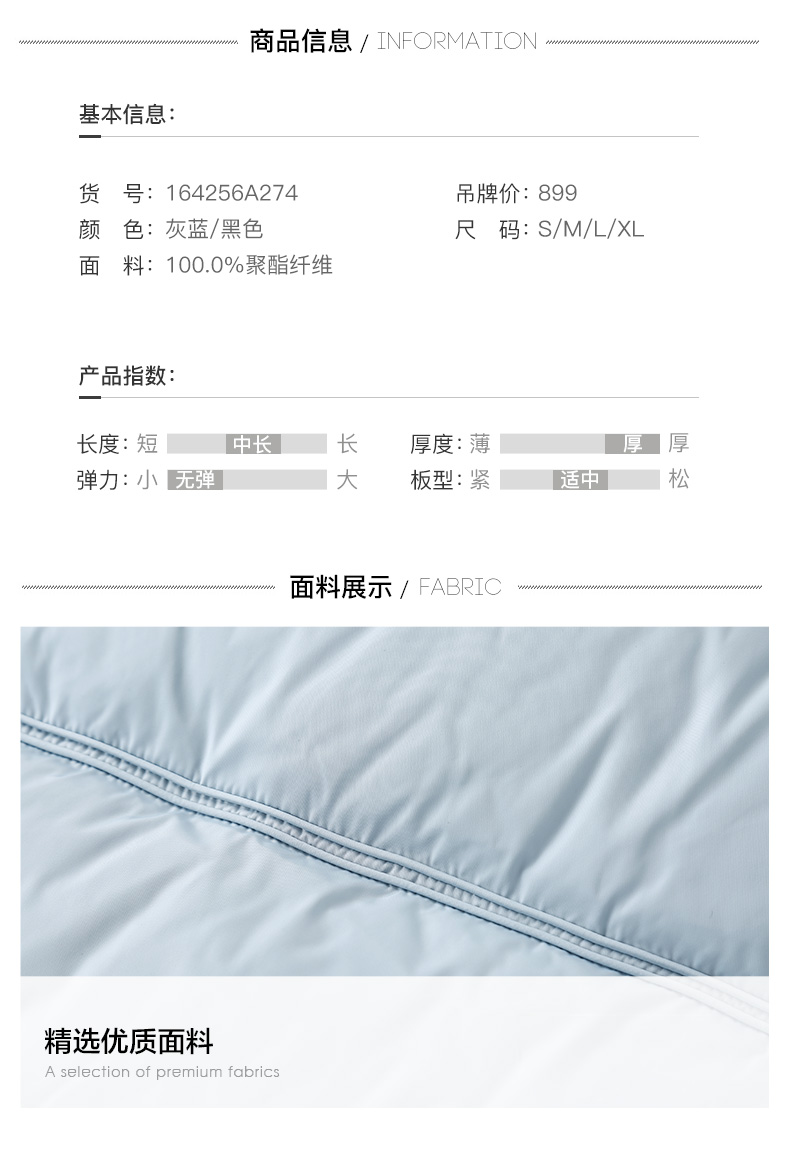 商品信息 / INFORMATION
基本信息：
货 号：164256A274 吊牌价：899
颜 色：灰蓝/黑色 尺 码：S/M/L/XL
面 料：100.0%聚酯纤维
产品指数：
长度：短 中长 长 厚度：薄 厚 厚
弹力：小 无弹 大 板型：紧 适中 松
面料展示 / FABRIC
精选优质面料
A selection of premium fabrics